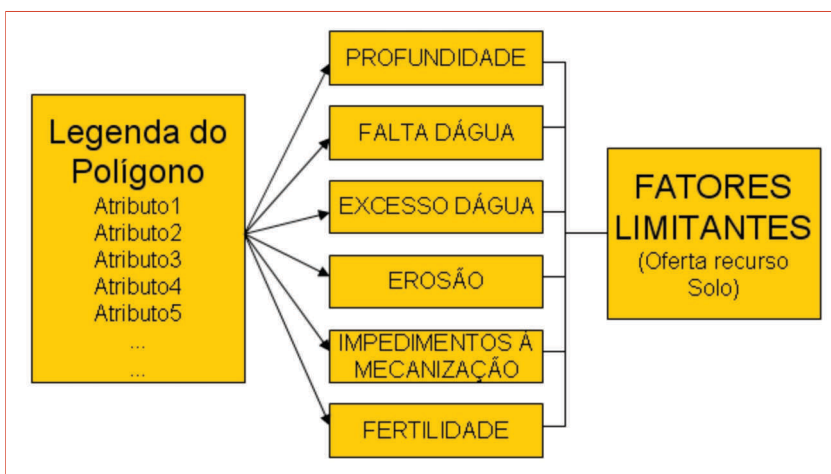 Legenda do
Polígono
Atributo1
Atributo2
Atributo3
Atributo4
Atributo5
...
...
PROFUNDIDADE
FALTA DÁGUA
EXCESSO DÁGUA
EROSÃO
IMPEDIMENTOS À
MECANIZAÇÃO
FERTILIDADE
FATORES
LIMITANTES
(Oferta recurso
Solo)